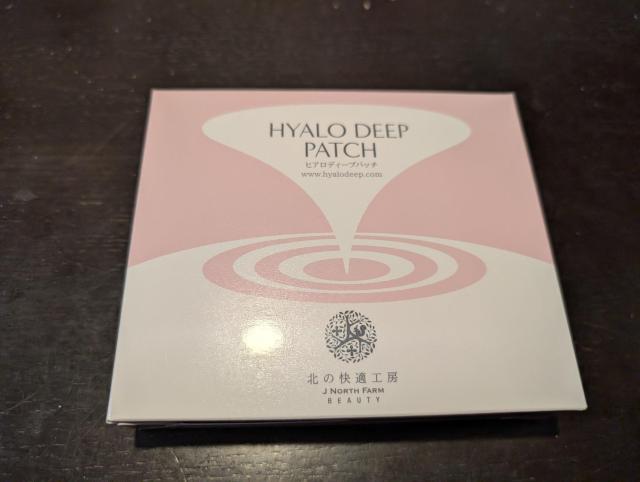 HYALO DEEP
PATCH
ヒアロディープパッチ
www.hyalodeep.com
北の快適工房
J NORTH FARM
BEAUTY